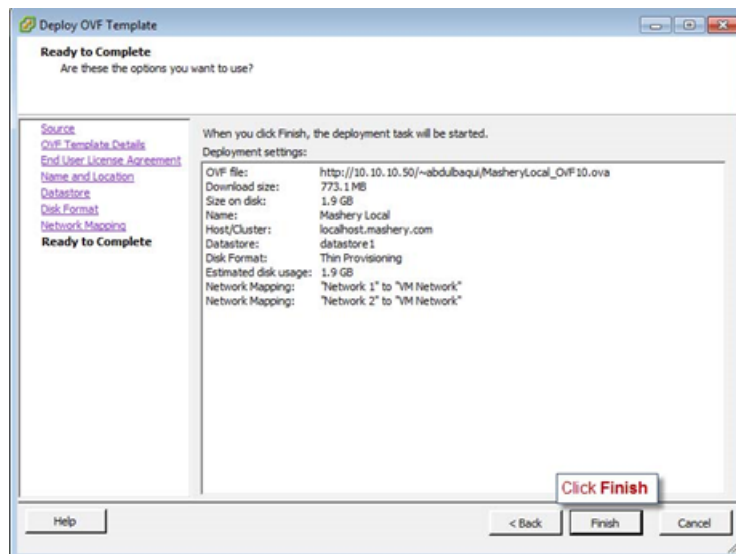 Deploy OVF Template
Ready to Complete
Are these the options you want to use?
Source
OVF Template Details
End User License Agreement
Name and Location
Datastore
Disk Format
Network Mapping
Ready to Complete
When you click Finish, the deployment task will be started.
Deployment settings:
OVF file: http://10.10.10.50/~abdulbaqui/MasheryLocal_OVF10.ova
Download size: 773.1 MB
Size on disk: 1.9 GB
Name: Mashery Local
Host/Cluster: localhost.mashery.com
Datastore: datastore1
Disk Format: Thin Provisioning
Estimated disk usage: 1.9 GB
Network Mapping: "Network 1" to "VM Network"
Network Mapping: "Network 2" to "VM Network"
Click Finish
Help
< Back
Finish
Cancel